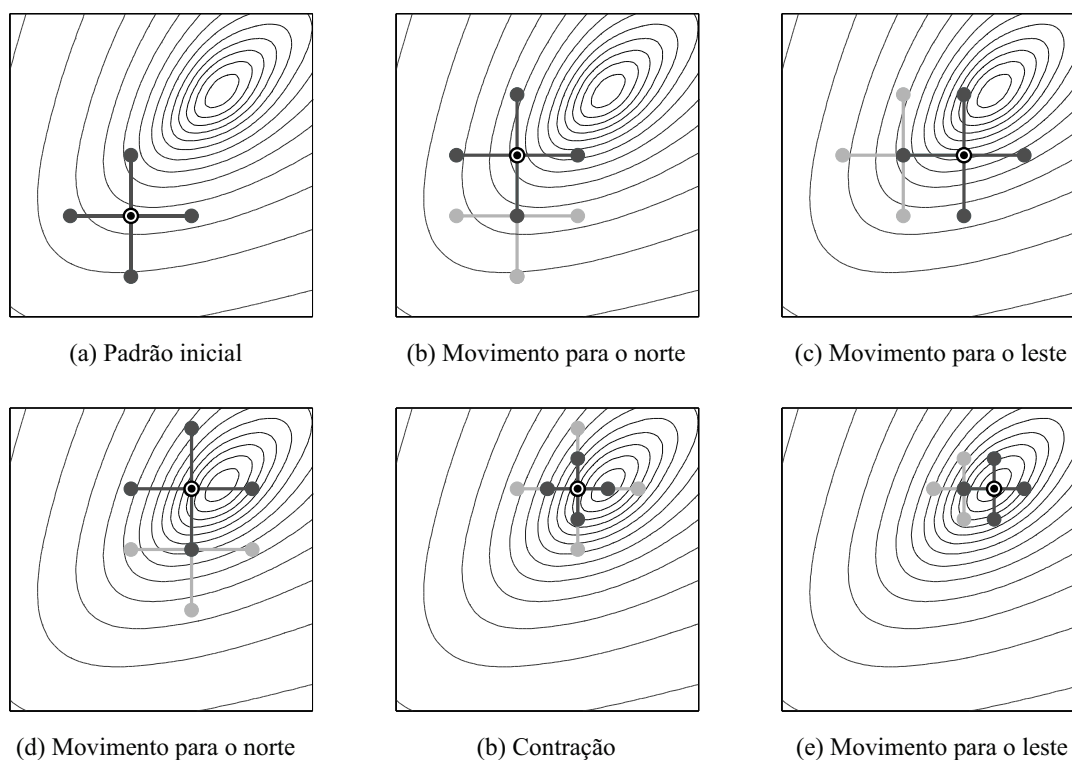 (a) Padrão inicial
(b) Movimento para o norte
(c) Movimento para o leste
(d) Movimento para o norte
(b) Contração
(e) Movimento para o leste